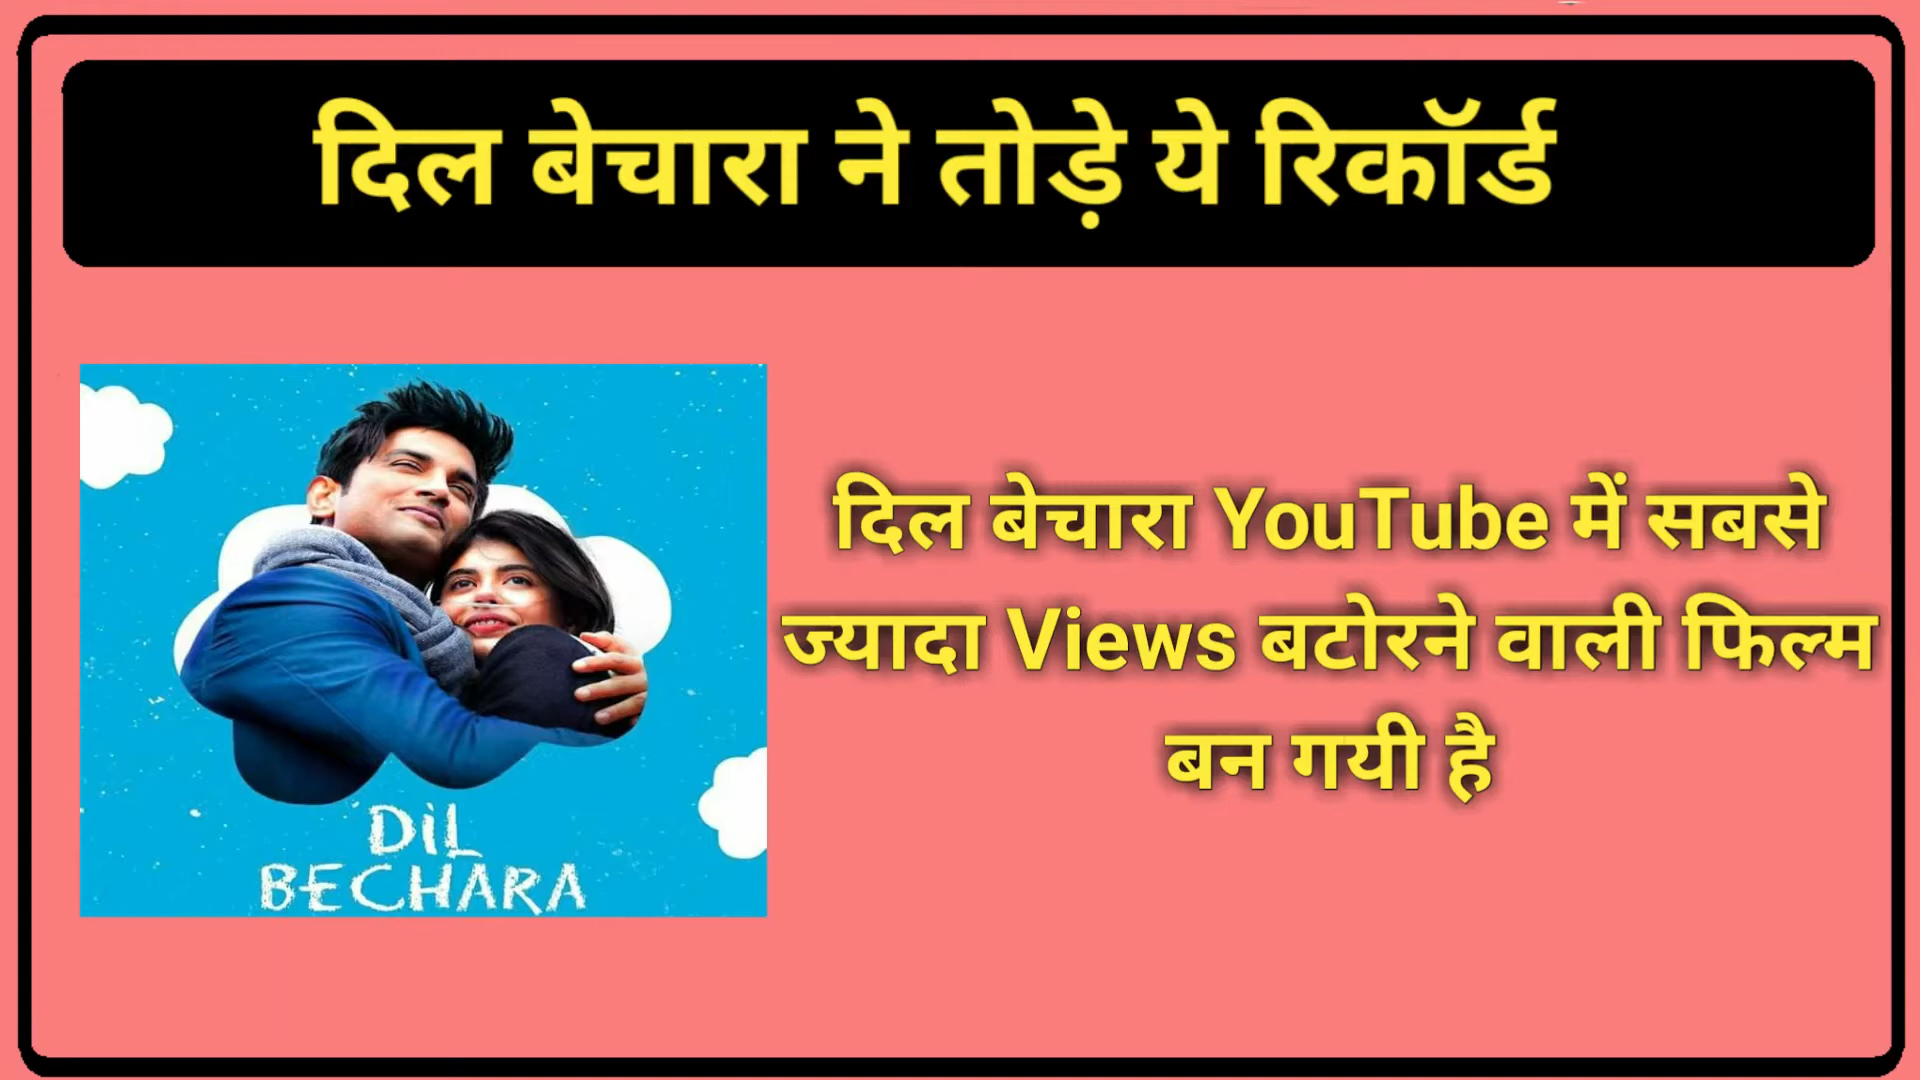 दिल बेचारा ने तोड़े ये रिकॉर्ड
दिल बेचारा YouTube में सबसे
ज्यादा Views बटोरने वाली फिल्म
बन गयी है
DiL
BECHARA